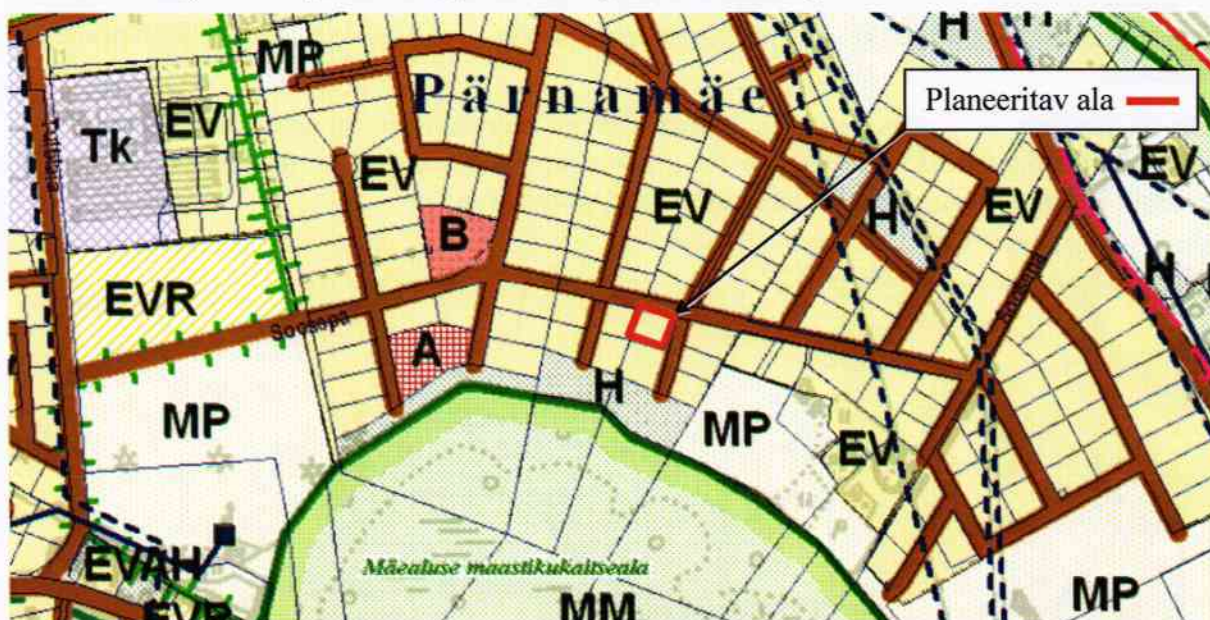 H
H
MP
Pärnamäe
Planeeritav ala
Tk
EV
EV
EV
EV
EV
H
B
H
EVR
Soosepa
A
H
MP
MP
EV
EVAH
EVR
Mäealuse maastikukaitseala
MM
MP